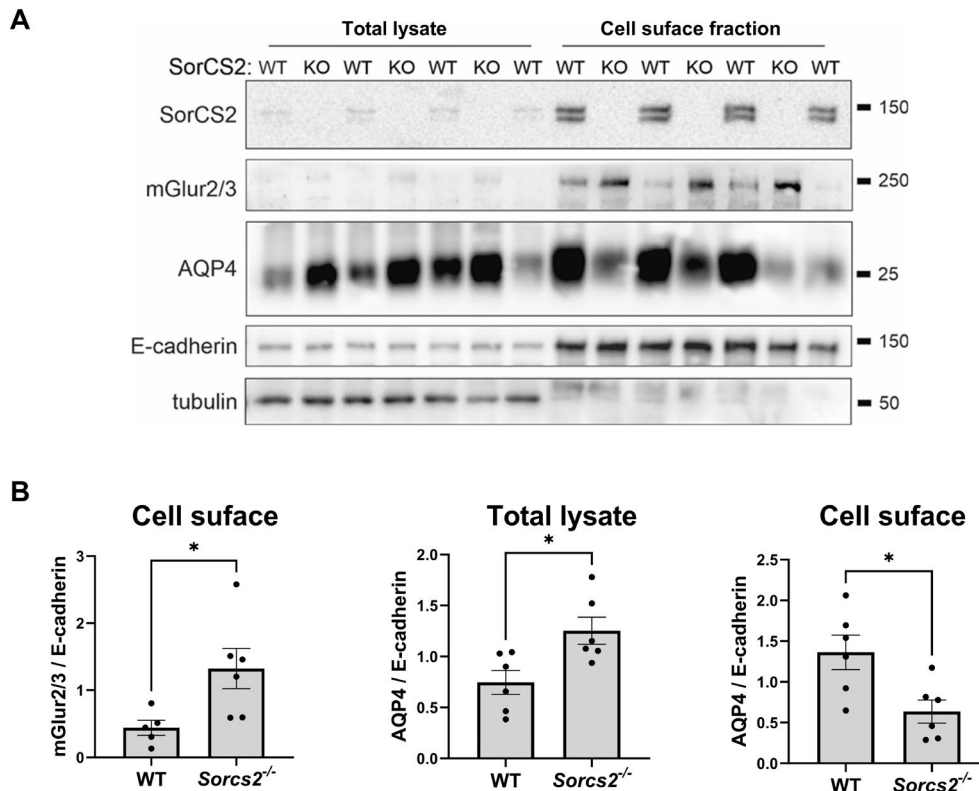 A
Total lysate Cell suface fraction
SorCS2: WT KO WT KO WT KO WT WT KO WT KO WT KO WT
SorCS2 150
mGlur2/3 250
AQP4 25
E-cadherin 150
tubulin 50
B
Cell suface Total lysate Cell suface
mGlur2/3 / E-cadherin
3
2
1
0
*
WT Sorcs2-/-
AQP4 / E-cadherin
2.0
1.5
1.0
0.5
0.0
*
WT Sorcs2-/-
AQP4 / E-cadherin
2.5
2.0
1.5
1.0
0.5
0.0
*
WT Sorcs2-/-